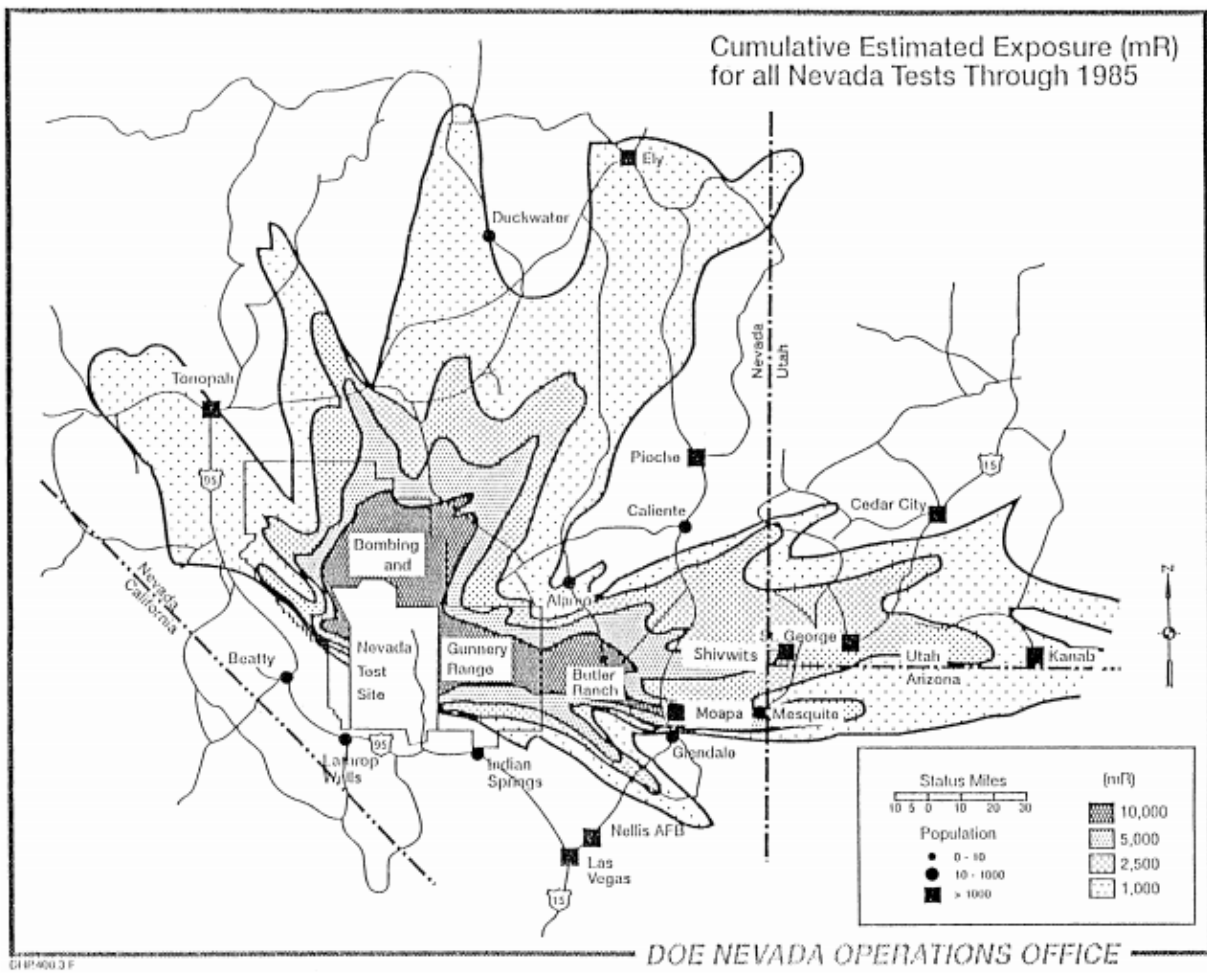 Cumulative Estimated Exposure (mR)
for all Nevada Tests Through 1985
Ely
Duckwater
Nevada
Utah
Tonopah
95
Pioche
15
Cedar City
Caliente
Bombing
and
Nevada
California
Alamo
N
Nevada
Test
Site
Gunnery
Range
Beatty
Butler
Ranch
Shivwits
St. George
Utah
Arizona
Kanab
Moapa
Mesquite
Glendale
95
Lathrop
Wells
Indian
Springs
Nellis AFB
Las
Vegas
15
Status Miles
10 5 0 10 20 30
Population
0 - 10
10 - 1000
> 1000
(mR)
10,000
5,000
2,500
1,000
DOE NEVADA OPERATIONS OFFICE